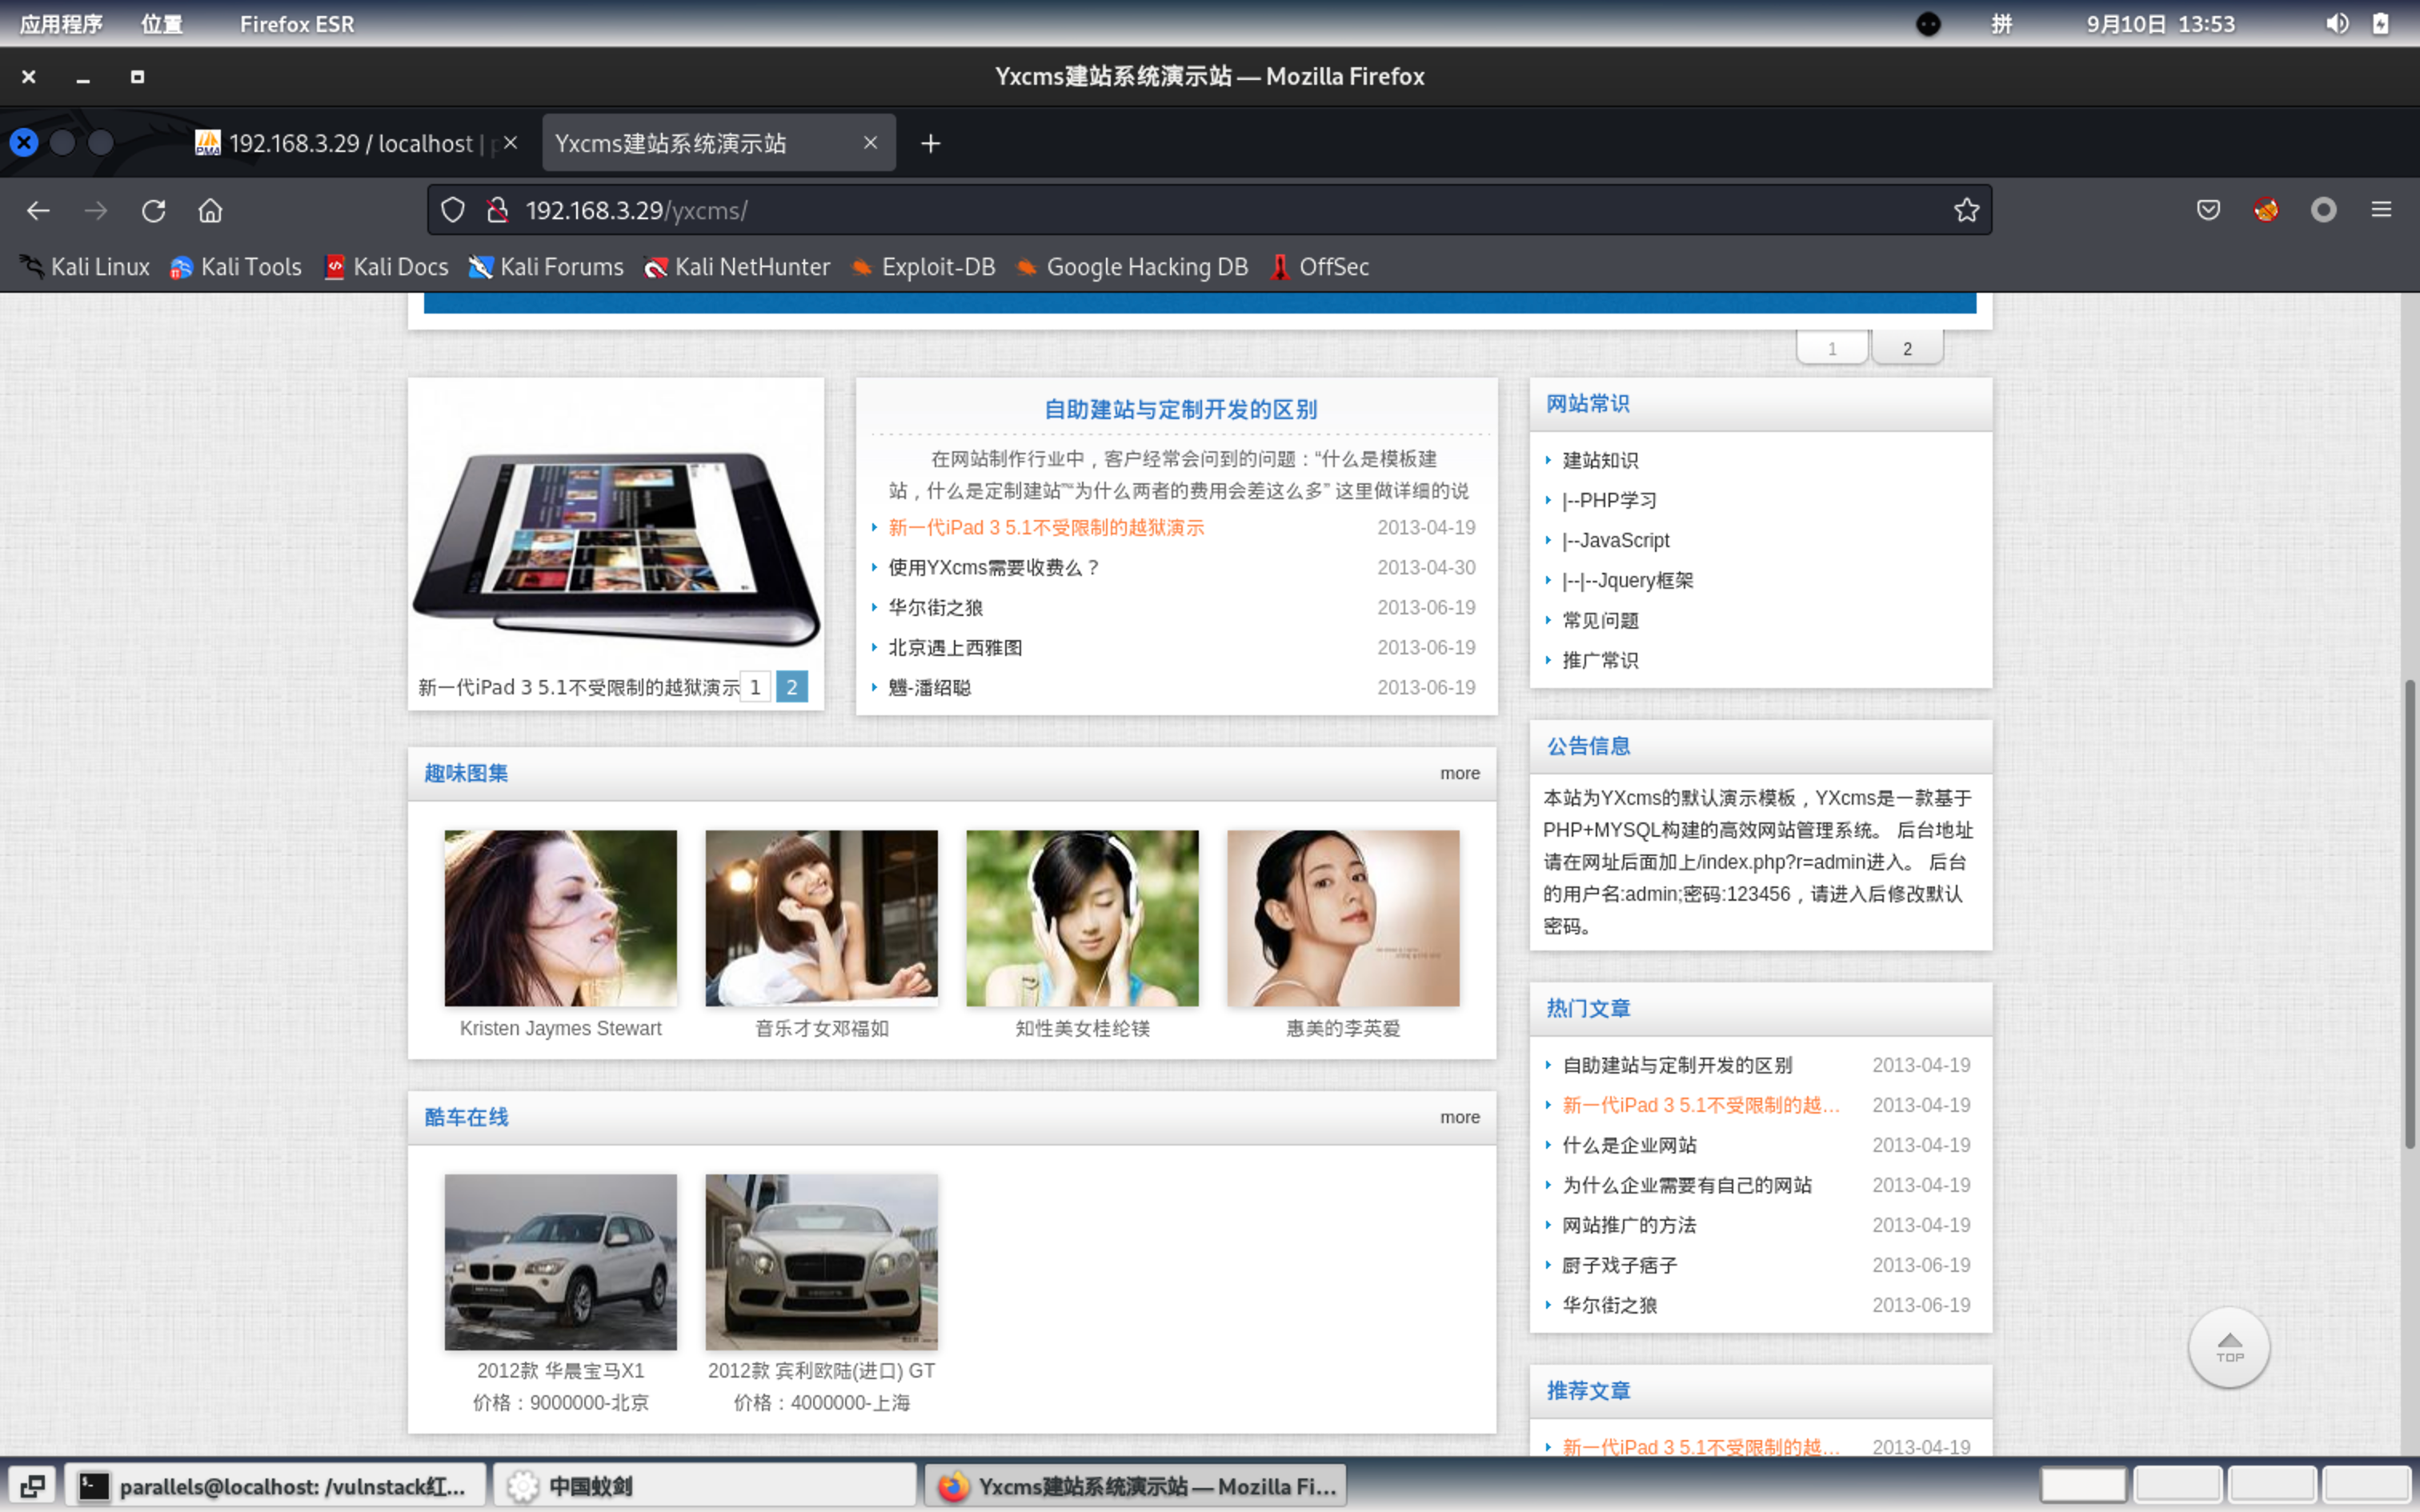 应用程序 位置 Firefox ESR 拼 9月10日 13:53
Yxcms建站系统演示站 — Mozilla Firefox
192.168.3.29 / localhost | p Yxcms建站系统演示站
192.168.3.29/yxcms/
Kali Linux Kali Tools Kali Docs Kali Forums Kali NetHunter Exploit-DB Google Hacking DB OffSec
1 2
新一代iPad 3 5.1不受限制的越狱演示 1 2
自助建站与定制开发的区别
在网站制作行业中，客户经常会问到的问题：“什么是模板建
站，什么是定制建站”“为什么两者的费用会差这么多” 这里做详细的说
新一代iPad 3 5.1不受限制的越狱演示 2013-04-19
使用YXcms需要收费么？ 2013-04-30
华尔街之狼 2013-06-19
北京遇上西雅图 2013-06-19
魕-潘绍聪 2013-06-19
网站常识
建站知识
|--PHP学习
|--JavaScript
|--|--Jquery框架
常见问题
推广常识
公告信息
本站为YXcms的默认演示模板，YXcms是一款基于
PHP+MYSQL构建的高效网站管理系统。 后台地址
请在网址后面加上/index.php?r=admin进入。 后台
的用户名:admin;密码:123456，请进入后修改默认
密码。
趣味图集 more
Kristen Jaymes Stewart 音乐才女邓福如 知性美女桂纶镁 惠美的李英爱
酷车在线 more
2012款 华晨宝马X1 2012款 宾利欧陆(进口) GT
价格：9000000-北京 价格：4000000-上海
热门文章
自助建站与定制开发的区别 2013-04-19
新一代iPad 3 5.1不受限制的越... 2013-04-19
什么是企业网站 2013-04-19
为什么企业需要有自己的网站 2013-04-19
网站推广的方法 2013-04-19
厨子戏子痞子 2013-06-19
华尔街之狼 2013-06-19
推荐文章
新一代iPad 3 5.1不受限制的越... 2013-04-19
TOP
parallels@localhost: /vulnstack红... 中国蚁剑 Yxcms建站系统演示站 — Mozilla Fi...